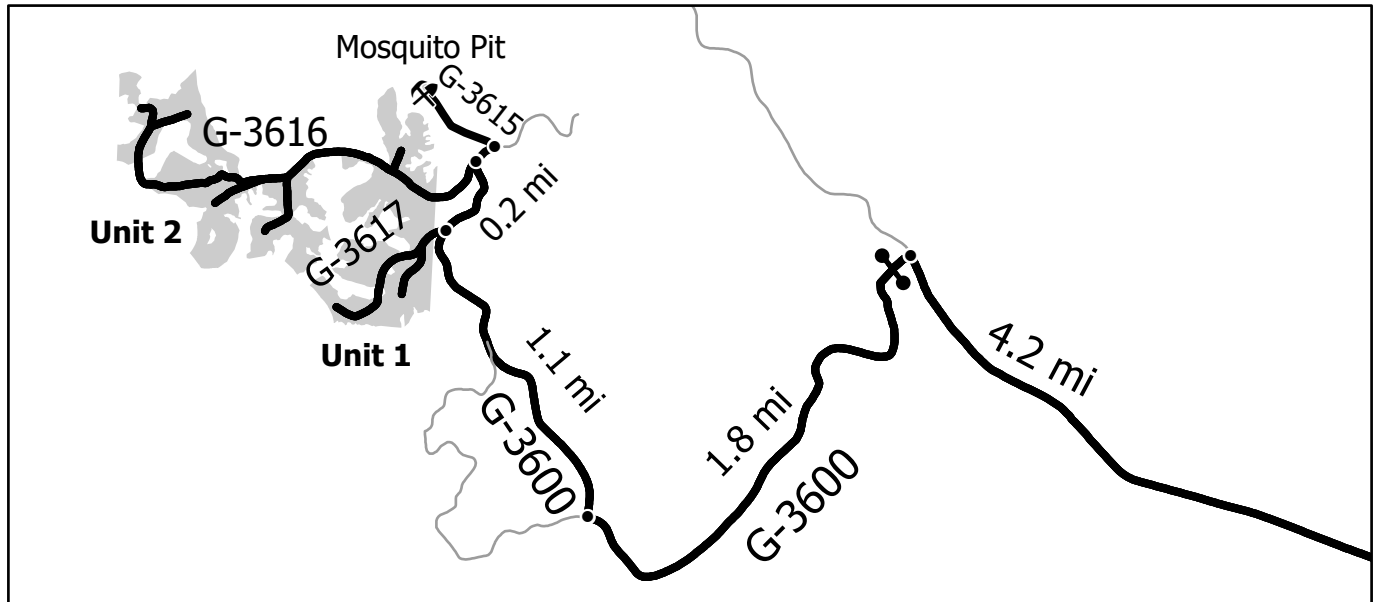 Mosquito Pit
G-3615
G-3616
0.2 mi
Unit 2
G-3617
Unit 1
1.1 mi
4.2 mi
G-3600
1.8 mi
G-3600